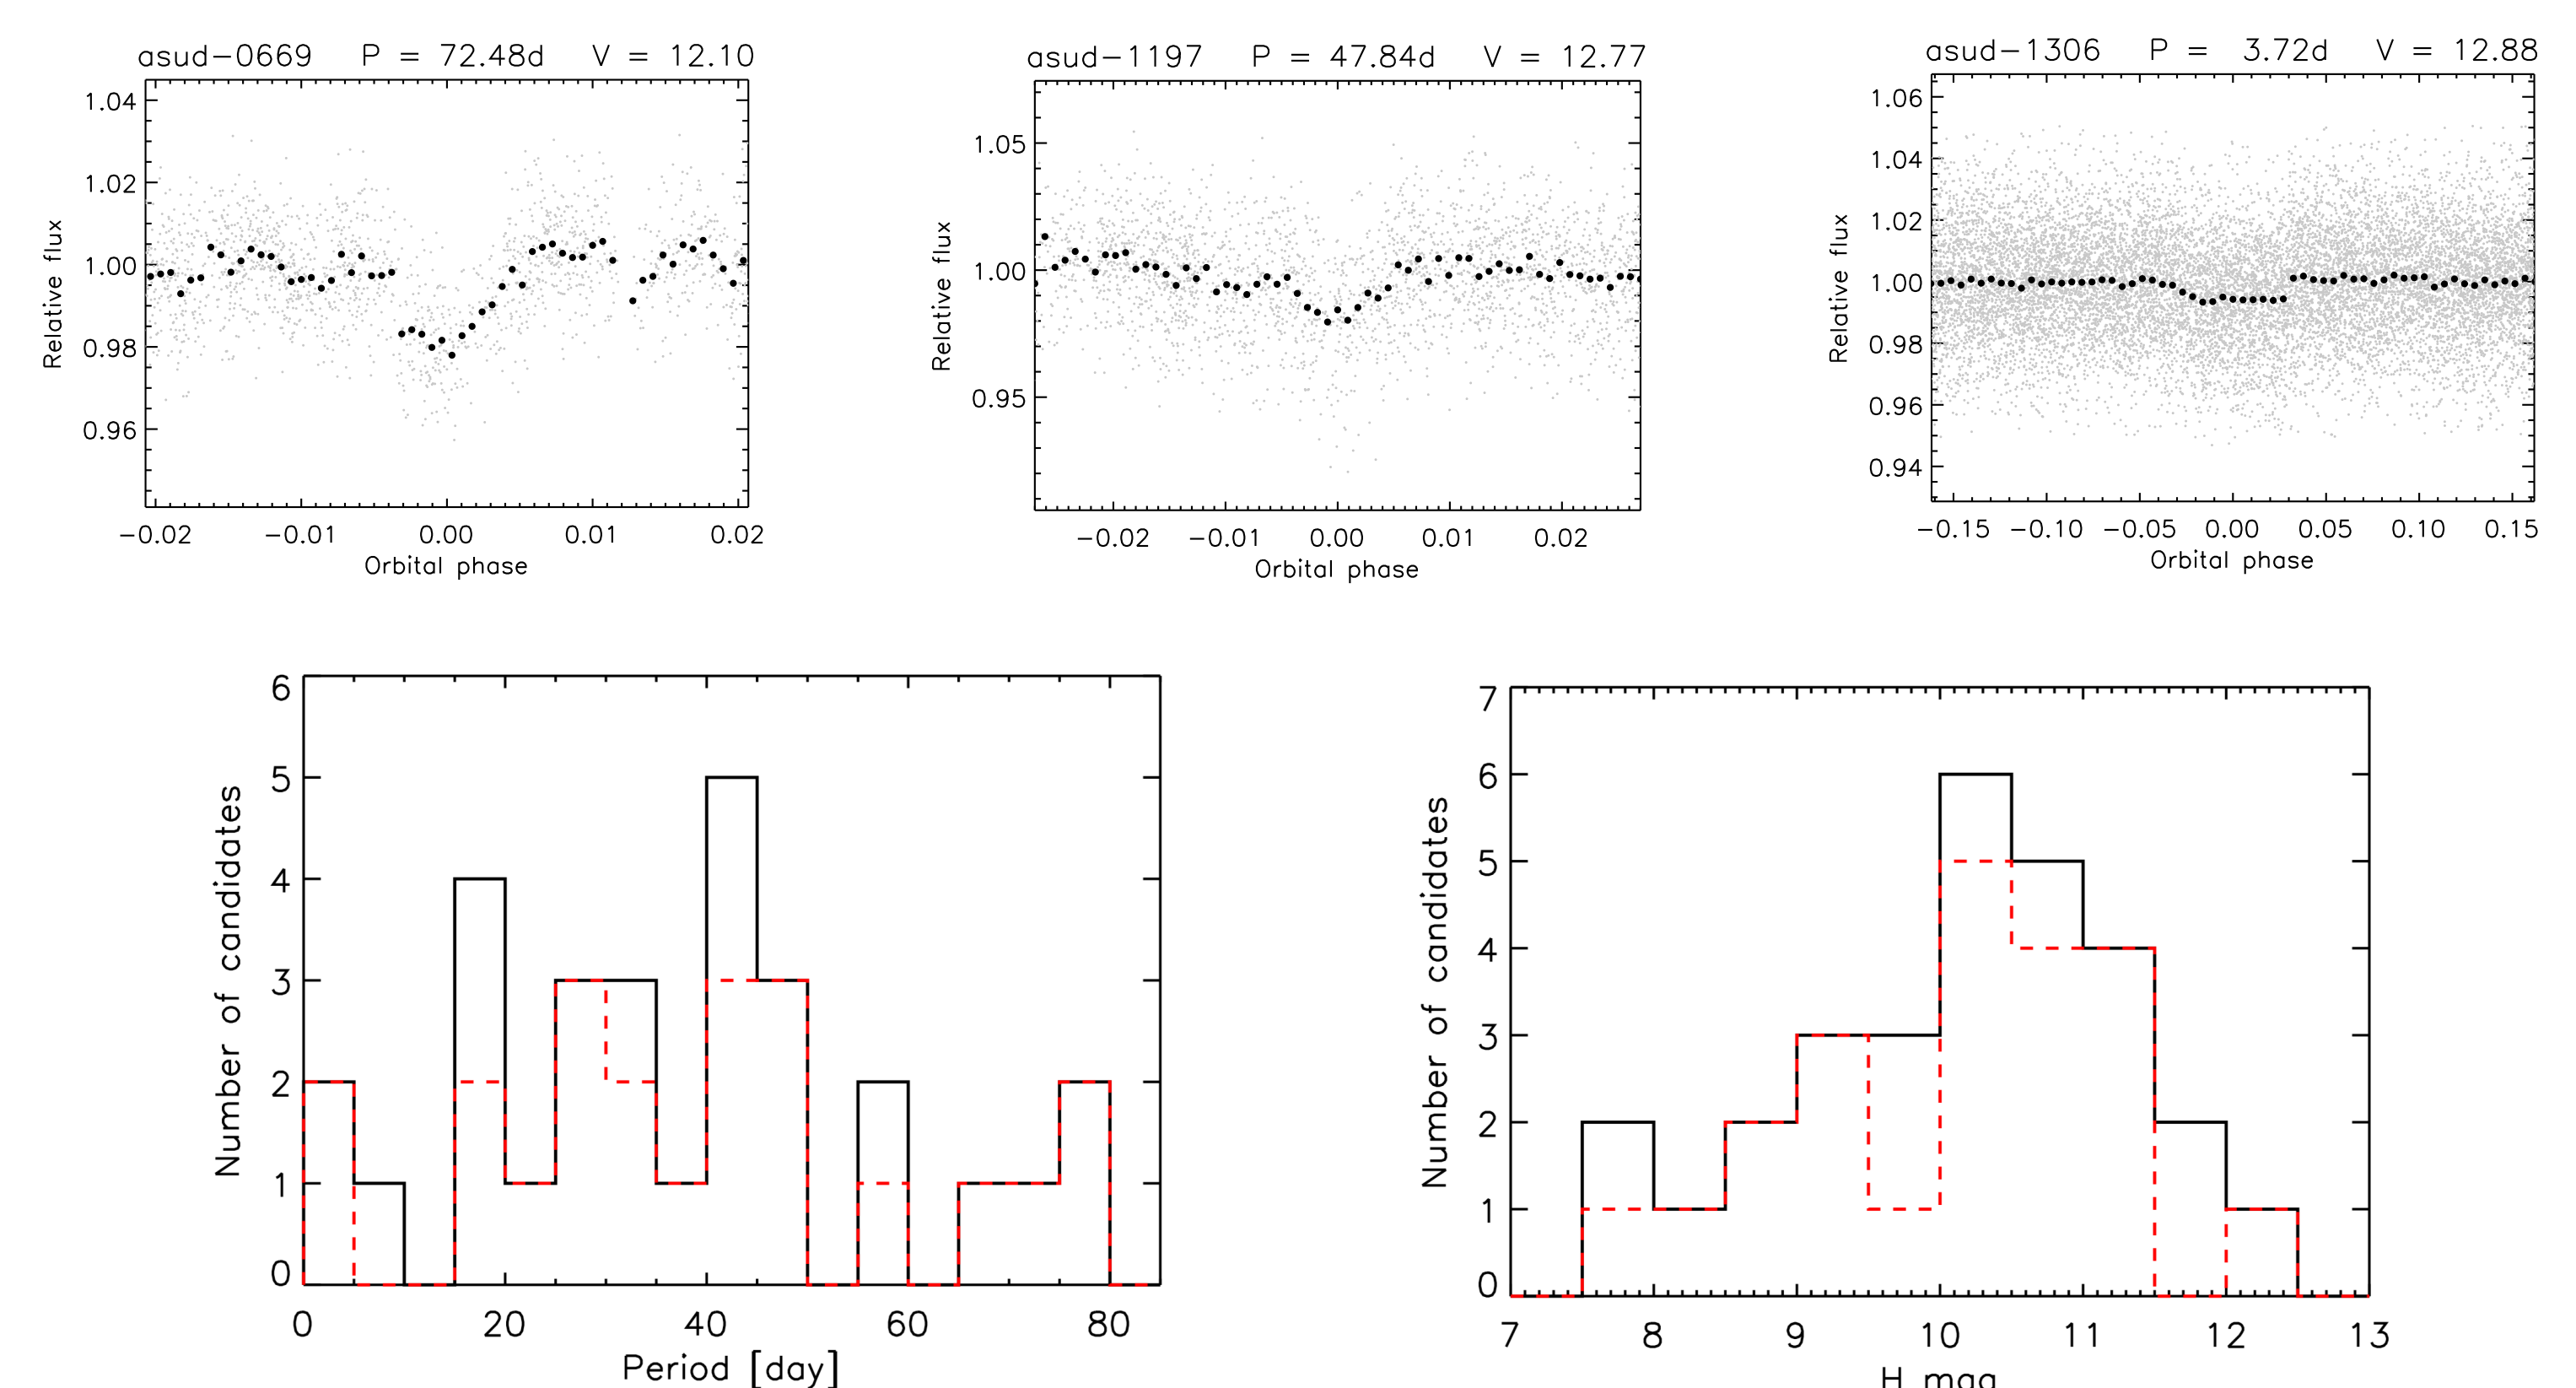 asud-0669 P = 72.48d V = 12.10
1.04
1.02
1.00
0.98
0.96
Relative flux
-0.02 -0.01 0.00 0.01 0.02
Orbital phase
asud-1197 P = 47.84d V = 12.77
1.05
1.00
0.95
Relative flux
-0.02 -0.01 0.00 0.01 0.02
Orbital phase
asud-1306 P = 3.72d V = 12.88
1.06
1.04
1.02
1.00
0.98
0.96
0.94
Relative flux
-0.15 -0.10 -0.05 0.00 0.05 0.10 0.15
Orbital phase
6
5
4
3
2
1
0
Number of candidates
0 20 40 60 80
Period [day]
7
6
5
4
3
2
1
0
Number of candidates
7 8 9 10 11 12 13
H mag